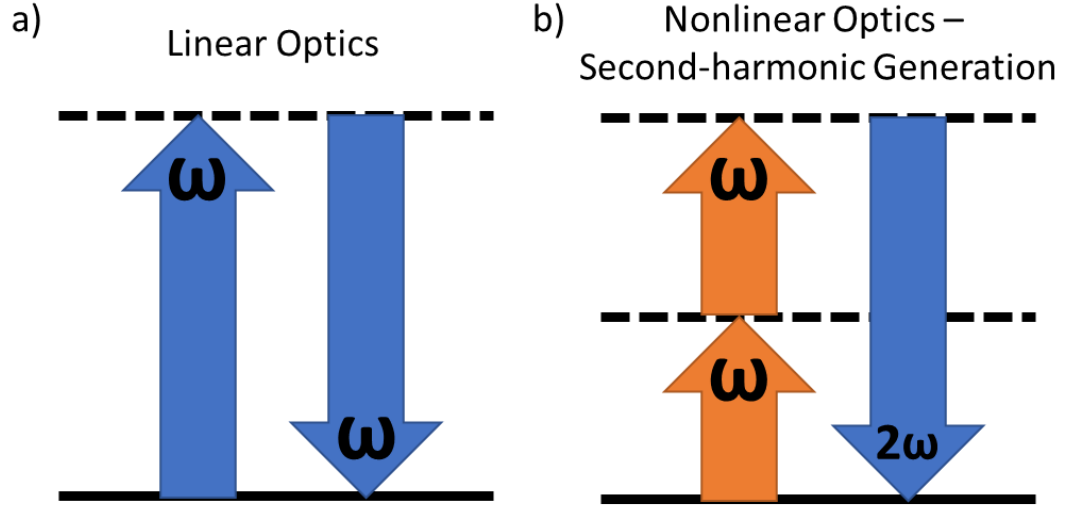 a)
Linear Optics
ω
ω
b)
Nonlinear Optics –
Second-harmonic Generation
ω
ω
2ω